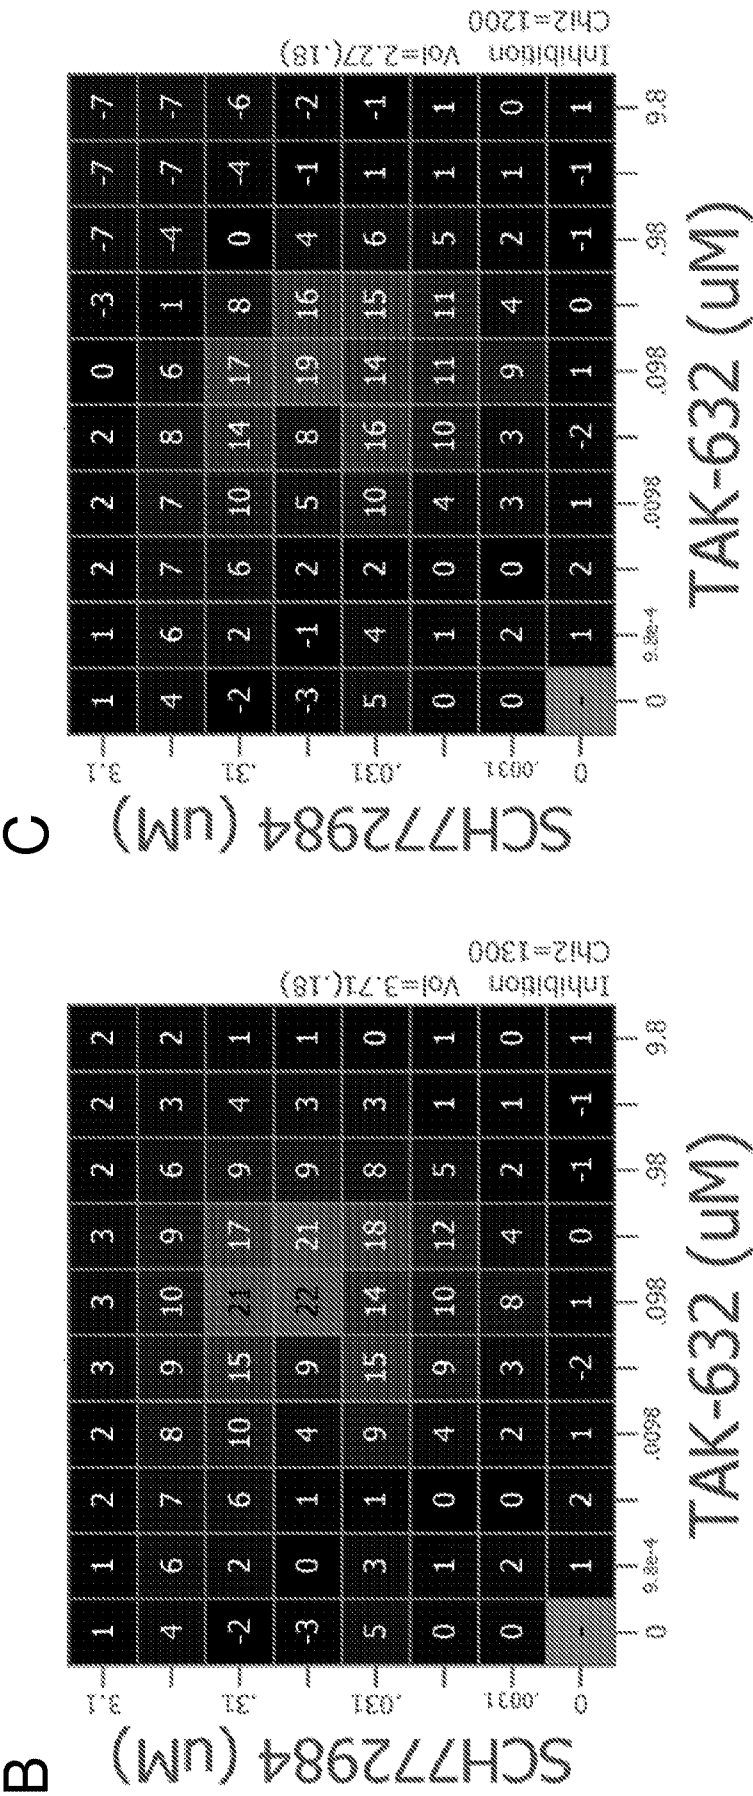 B
SCH772984 (uM)
3.1 1 1 2 2 3 3 3 2 2 2
4 6 7 8 9 10 9 6 3 2
.31 -2 2 6 10 15 21 17 9 4 1
-3 0 1 4 9 22 21 9 3 1
.031 5 3 1 9 15 14 18 8 3 0
0 1 0 4 9 10 12 5 1 1
.0031 0 2 0 2 3 8 4 2 1 0
0 - 1 2 1 -2 1 0 -1 -1 1
0 9.8e-4 .0098 .098 .98 9.8
TAK-632 (uM)
Inhibition Vol=3.71(.18)
Chi2=1300
C
SCH772984 (uM)
3.1 1 1 2 2 2 0 -3 -7 -7 -7
4 6 7 7 8 6 1 -4 -7 -7
.31 -2 2 6 10 14 17 8 0 -4 -6
-3 -1 2 5 8 19 16 4 -1 -2
.031 5 4 2 10 16 14 15 6 1 -1
0 1 0 4 10 11 11 5 1 1
.0031 0 2 0 3 3 9 4 2 1 0
0 - 1 2 1 -2 1 0 -1 -1 1
0 9.8e-4 .0098 .098 .98 9.8
TAK-632 (uM)
Inhibition Vol=2.27(.18)
Chi2=1200